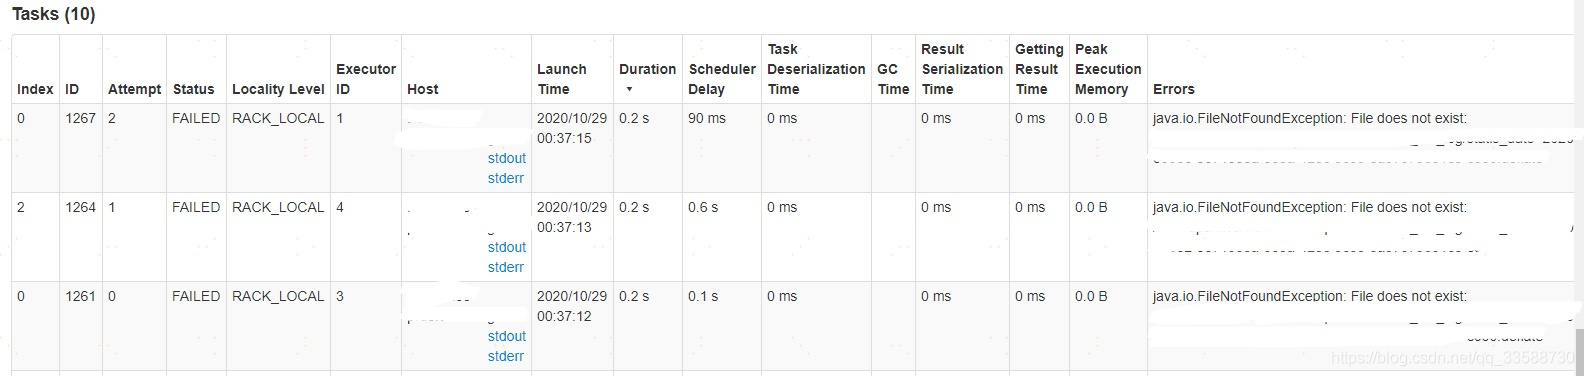 Tasks (10)
Index ID Attempt Status Locality Level Executor ID Host Launch Time Duration Scheduler Delay Task Deserialization Time GC Time Result Serialization Time Getting Result Time Peak Execution Memory Errors
0 1267 2 FAILED RACK_LOCAL 1 2020/10/29 0.2 s 90 ms 0 ms 0 ms 0 ms 0.0 B java.io.FileNotFoundException: File does not exist:
00:37:15
stdout
stderr
2 1264 1 FAILED RACK_LOCAL 4 2020/10/29 0.2 s 0.6 s 0 ms 0 ms 0 ms 0.0 B java.io.FileNotFoundException: File does not exist:
00:37:13
stdout
stderr
0 1261 0 FAILED RACK_LOCAL 3 2020/10/29 0.2 s 0.1 s 0 ms 0 ms 0 ms 0.0 B java.io.FileNotFoundException: File does not exist:
00:37:12
stdout
stderr
https://blog.csdn.net/qq_33588730